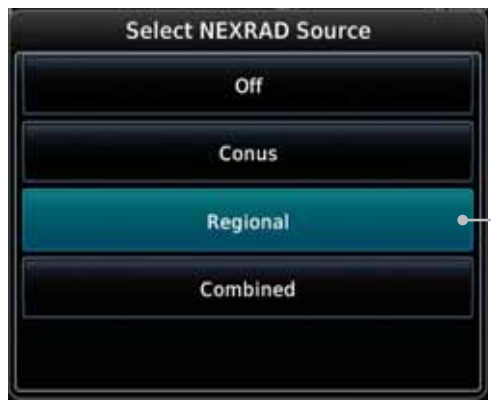 Select NEXRAD Source
Off
Conus
Regional
Combined